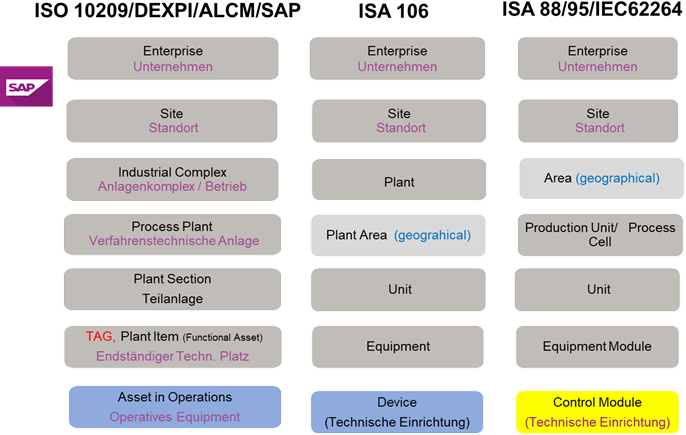 ISO 10209/DEXPI/ALCM/SAP
ISA 106
ISA 88/95/IEC62264
SAP
Enterprise
Unternehmen
Enterprise
Unternehmen
Enterprise
Unternehmen
Site
Standort
Site
Standort
Site
Standort
Industrial Complex
Anlagenkomplex / Betrieb
Plant
Area (geographical)
Process Plant
Verfahrenstechnische Anlage
Plant Area (geograhical)
Production Unit/ Process
Cell
Plant Section
Teilanlage
Unit
Unit
TAG, Plant Item (Functional Asset)
Endständiger Techn. Platz
Equipment
Equipment Module
Asset in Operations
Operatives Equipment
Device
(Technische Einrichtung)
Control Module
(Technische Einrichtung)